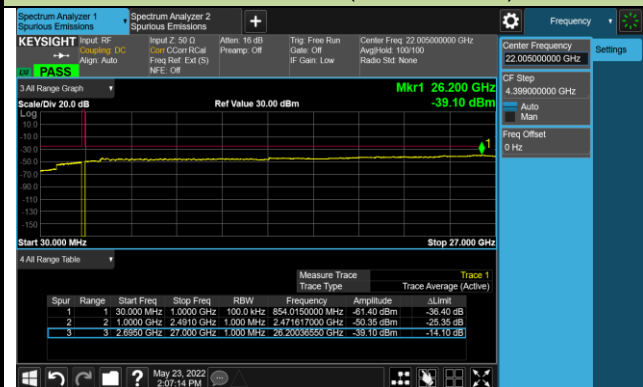 Spectrum Analyzer 1
Spurious Emissions
Spectrum Analyzer 2
Spurious Emissions
Frequency
KEYSIGHT
Input: RF
Coupling: DC
Align: Auto
Input Z: 50 Ω
Corr CCorr RCal
Freq Ref: Ext (S)
NFE: Off
Atten: 16 dB
Preamp: Off
Trig: Free Run
Gate: Off
IF Gain: Low
Center Freq: 22.005000000 GHz
Avg|Hold: 100/100
Radio Std: None
PASS
Center Frequency
22.005000000 GHz
Settings
CF Step
4.399000000 GHz
Auto
Man
Freq Offset
0 Hz
3 All Range Graph
Mkr1 26.200 GHz
Scale/Div 20.0 dB
Ref Value 30.00 dBm
-39.10 dBm
Log
10.0
-10.0
-30.0
-50.0
-70.0
-90.0
-110
-130
-150
1
Start 30.000 MHz
Stop 27.000 GHz
4 All Range Table
Measure Trace Trace 1
Trace Type Trace Average (Active)
Spur Range Start Freq Stop Freq RBW Frequency Amplitude ΔLimit
1 1 30.000 MHz 1.0000 GHz 100.0 kHz 854.0150000 MHz -61.40 dBm -36.40 dB
2 2 1.0000 GHz 2.4910 GHz 1.000 MHz 2.471617000 GHz -50.35 dBm -25.35 dB
3 3 2.6950 GHz 27.000 GHz 1.000 MHz 26.20036550 GHz -39.10 dBm -14.10 dB
May 23, 2022
2:07:14 PM